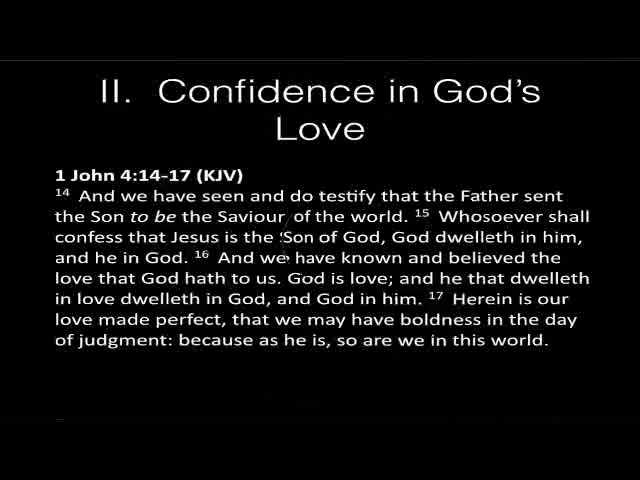 II. Confidence in God's
Love
1 John 4:14-17 (KJV)
14 And we have seen and do testify that the Father sent
the Son to be the Saviour of the world. 15 Whosoever shall
confess that Jesus is the Son of God, God dwelleth in him,
and he in God. 16 And we have known and believed the
love that God hath to us. God is love; and he that dwelleth
in love dwelleth in God, and God in him. 17 Herein is our
love made perfect, that we may have boldness in the day
of judgment: because as he is, so are we in this world.